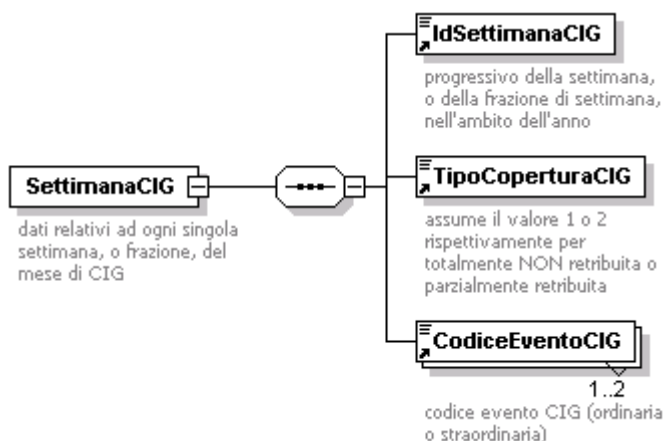 IdSettimanaCIG
progressivo della settimana,
o della frazione di settimana,
nell'ambito dell'anno
SettimanaCIG
dati relativi ad ogni singola
settimana, o frazione, del
mese di CIG
TipoCoperturaCIG
assume il valore 1 o 2
rispettivamente per
totalmente NON retribuita o
parzialmente retribuita
CodiceEventoCIG
1..2
codice evento CIG (ordinaria
o straordinaria)